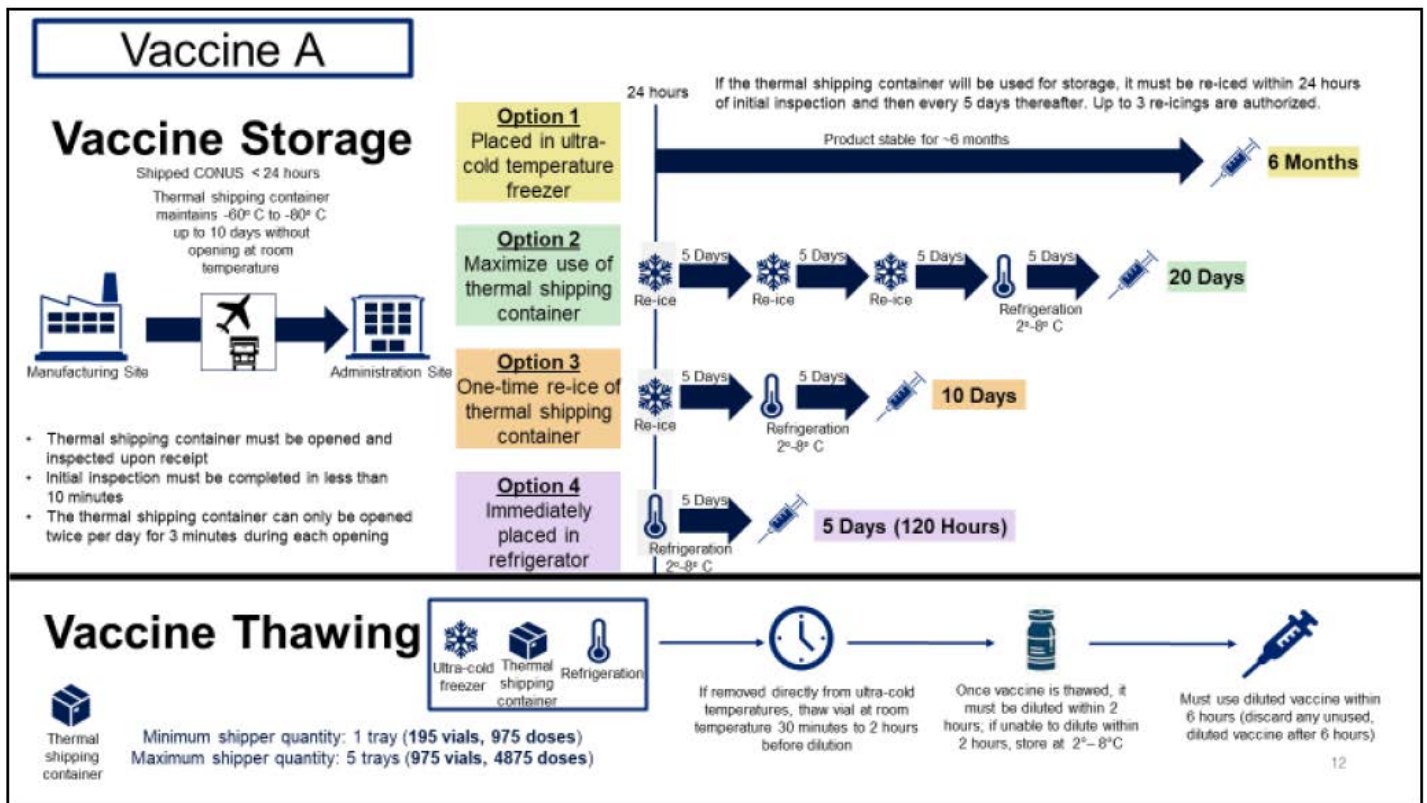 Vaccine A
Vaccine Storage
Shipped CONUS < 24 hours
Thermal shipping container
maintains -60º C to -80º C
up to 10 days without
opening at room
temperature
Manufacturing Site
Administration Site
• Thermal shipping container must be opened and
inspected upon receipt
• Initial inspection must be completed in less than
10 minutes
• The thermal shipping container can only be opened
twice per day for 3 minutes during each opening
24 hours
If the thermal shipping container will be used for storage, it must be re-iced within 24 hours
of initial inspection and then every 5 days thereafter. Up to 3 re-icings are authorized.
Option 1
Placed in ultra-
cold temperature
freezer
Product stable for ~6 months
6 Months
Option 2
Maximize use of
thermal shipping
container
Re-ice
5 Days
Re-ice
5 Days
Re-ice
5 Days
Refrigeration
2º-8º C
5 Days
20 Days
Option 3
One-time re-ice of
thermal shipping
container
Re-ice
5 Days
Refrigeration
2º-8º C
5 Days
10 Days
Option 4
Immediately
placed in
refrigerator
Refrigeration
2º-8º C
5 Days
5 Days (120 Hours)
Vaccine Thawing
Ultra-cold
freezer
Thermal
shipping
container
Refrigeration
Thermal
shipping
container
Minimum shipper quantity: 1 tray (195 vials, 975 doses)
Maximum shipper quantity: 5 trays (975 vials, 4875 doses)
If removed directly from ultra-cold
temperatures, thaw vial at room
temperature 30 minutes to 2 hours
before dilution
Once vaccine is thawed, it
must be diluted within 2
hours; if unable to dilute within
2 hours, store at 2°– 8°C
Must use diluted vaccine within
6 hours (discard any unused,
diluted vaccine after 6 hours)
12